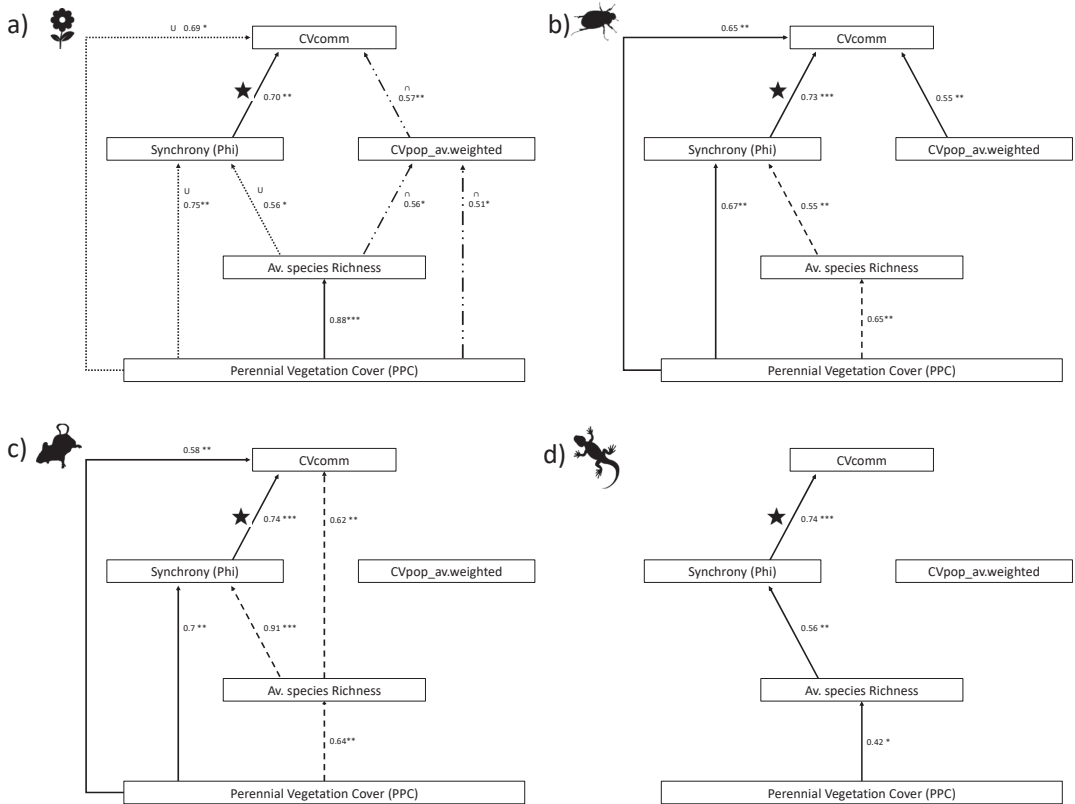 a)
U 0.69 *
CVcomm
0.70 **
∩
0.57**
Synchrony (Phi)
CVpop_av.weighted
U
0.75**
U
0.56 *
∩
0.56*
∩
0.51*
Av. species Richness
0.88***
Perennial Vegetation Cover (PPC)
b)
0.65 **
CVcomm
0.73 ***
0.55 **
Synchrony (Phi)
CVpop_av.weighted
0.67**
0.55 **
Av. species Richness
0.65**
Perennial Vegetation Cover (PPC)
c)
0.58 **
CVcomm
0.74 ***
0.62 **
Synchrony (Phi)
CVpop_av.weighted
0.7 **
0.91 ***
Av. species Richness
0.64**
Perennial Vegetation Cover (PPC)
d)
CVcomm
0.74 ***
Synchrony (Phi)
CVpop_av.weighted
0.56 **
Av. species Richness
0.42 *
Perennial Vegetation Cover (PPC)